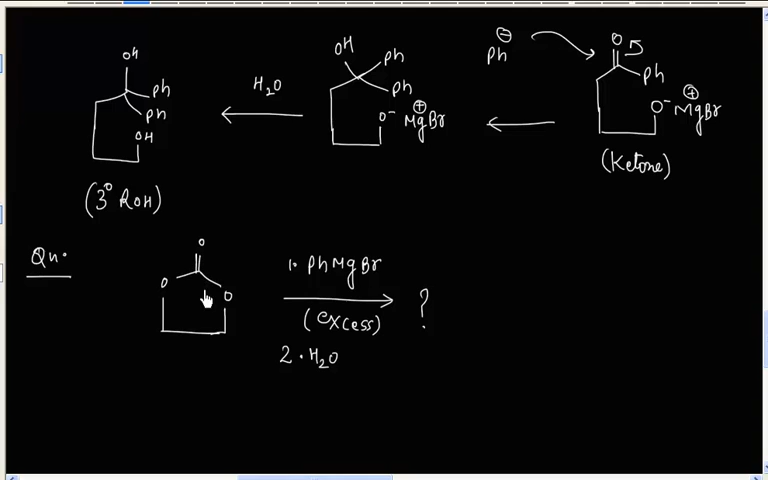 OH
Ph
Ph
OH
(3° ROH)
H₂O
OH
Ph
Ph
O⁻ ⊕MgBr
⊖
Ph
O
Ph
O⁻ ⊕MgBr
(Ketone)
Qn.
O
O
O
1. PhMgBr
(excess)
2. H₂O
?